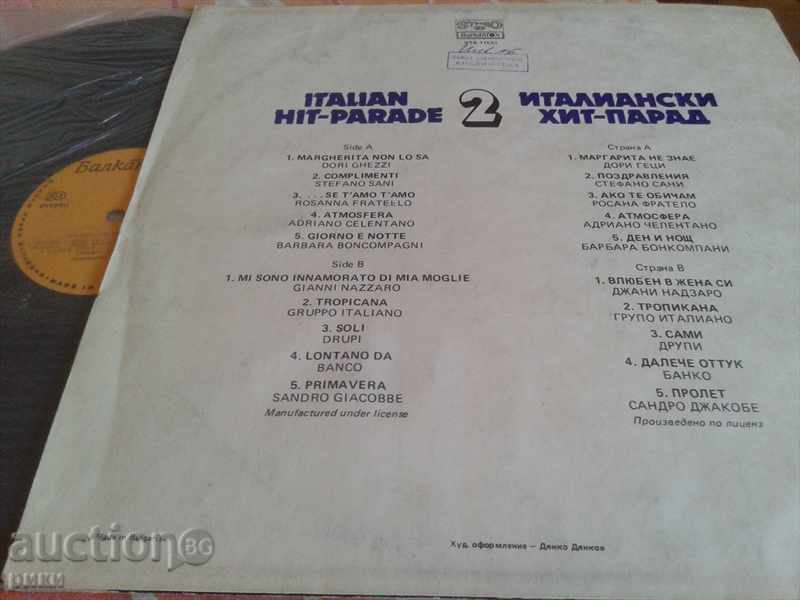 СТЕРЕО
балкантон
ITALIAN
HIT-PARADE
2
ИТАЛИАНСКИ
ХИТ-ПАРАД
Side A
1. MARGHERITA NON LO SA
DORI GHEZZI
2. COMPLIMENTI
STEFANO SANI
3. ...SE T'AMO T'AMO
ROSANNA FRATELLO
4. ATMOSFERA
ADRIANO CELENTANO
5. GIORNO E NOTTE
BARBARA BONCOMPAGNI
Side B
1. MI SONO INNAMORATO DI MIA MOGLIE
GIANNI NAZZARO
2. TROPICANA
GRUPPO ITALIANO
3. SOLI
DRUPI
4. LONTANO DA
BANCO
5. PRIMAVERA
SANDRO GIACOBBE
Manufactured under license
Страна А
1. МАРГАРИТА НЕ ЗНАЕ
ДОРИ ГЕЦИ
2. ПОЗДРАВЛЕНИЯ
СТЕФАНО САНИ
3. АКО ТЕ ОБИЧАМ
РОСАНА ФРАТЕЛО
4. АТМОСФЕРА
АДРИАНО ЧЕЛЕНТАНО
5. ДЕН И НОЩ
БАРБАРА БОНКОМПАНИ
Страна В
1. ВЛЮБЕН В ЖЕНА СИ
ДЖАНИ НАДЗАРО
2. ТРОПИКАНА
ГРУПО ИТАЛИАНО
3. САМИ
ДРУПИ
4. ДАЛЕЧЕ ОТТУК
БАНКО
5. ПРОЛЕТ
САНДРО ДЖАКОБЕ
Произведено по лиценз
Made in Bulgaria
Худ. оформление – Дянко Дянков
Балкан
auction BG
рики